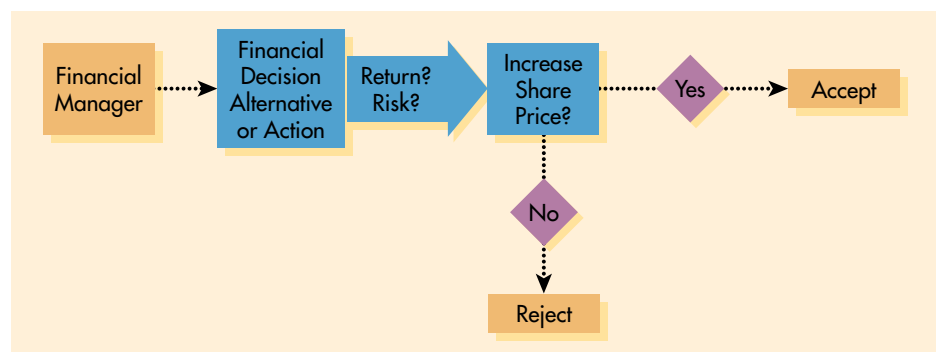 Financial
Manager
Financial
Decision
Alternative
or Action
Return?
Risk?
Increase
Share
Price?
Yes
Accept
No
Reject